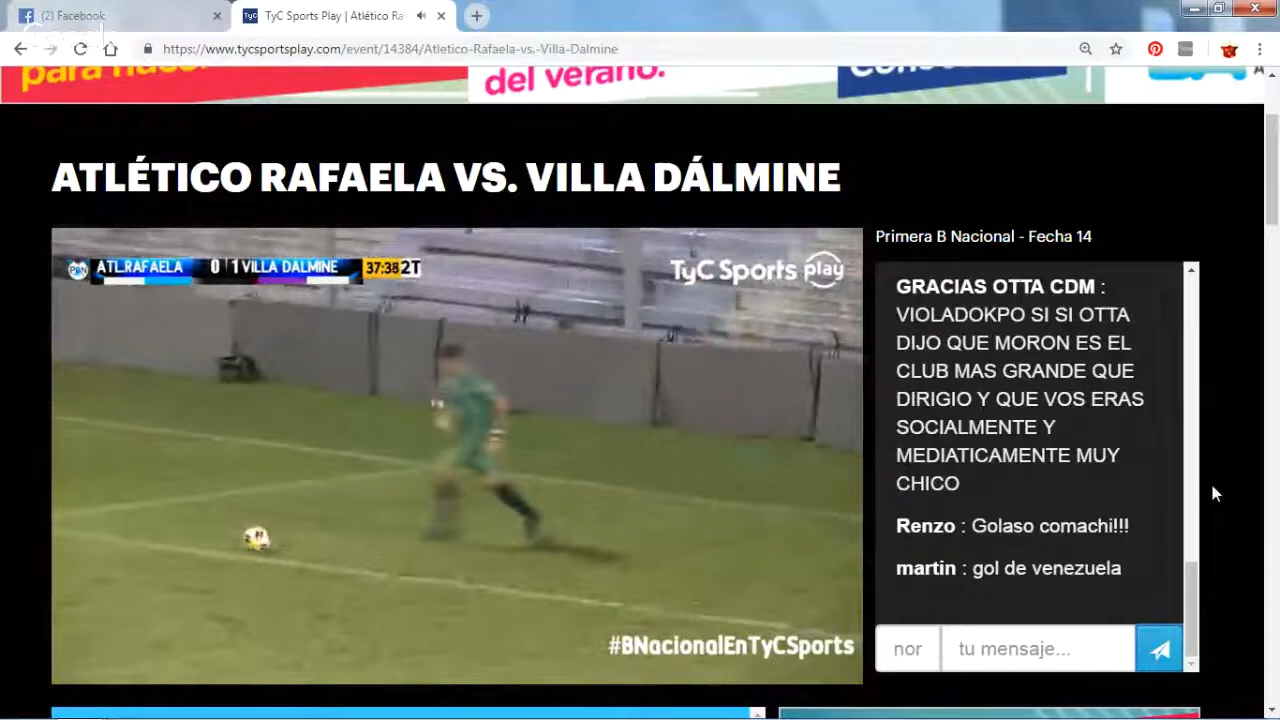 (2) Facebook
TyC TyC Sports Play | Atlético Ra
https://www.tycsportsplay.com/event/14384/Atletico-Rafaela-vs.-Villa-Dalmine
del verano.
ATLÉTICO RAFAELA VS. VILLA DÁLMINE
Primera B Nacional - Fecha 14
ATL.RAFAELA 0 1 VILLA DALMINE 37:38 2T
TyC Sports play
GRACIAS OTTA CDM :
VIOLADOKPO SI SI OTTA
DIJO QUE MORON ES EL
CLUB MAS GRANDE QUE
DIRIGIO Y QUE VOS ERAS
SOCIALMENTE Y
MEDIATICAMENTE MUY
CHICO
Renzo : Golaso comachi!!!
martin : gol de venezuela
#BNacionalEnTyCSports
nor tu mensaje...